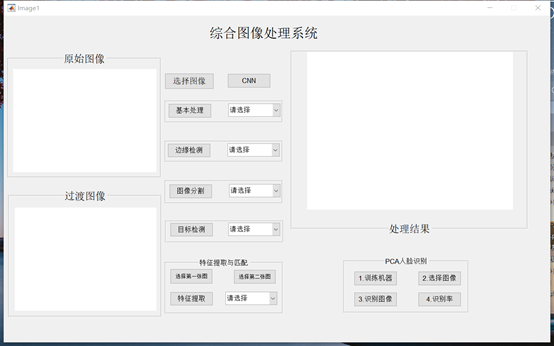 Image1
综合图像处理系统
原始图像
选择图像
CNN
基本处理
请选择
边缘检测
请选择
过渡图像
图像分割
请选择
目标检测
请选择
处理结果
特征提取与匹配
选择第一张图
选择第二张图
特征提取
请选择
PCA人脸识别
1.训练机器
2.选择图像
3.识别图像
4.识别率